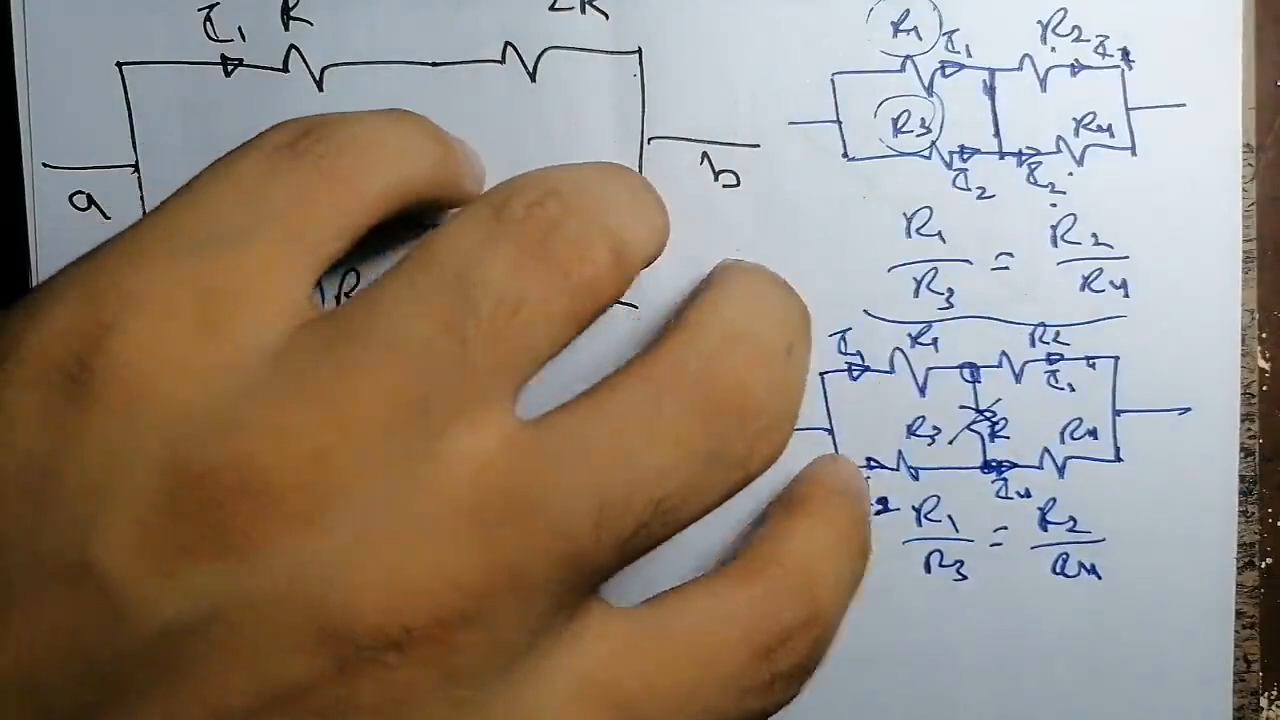 I₁ R 2R
a
b
R
R₁ I₁ R₂
R₃ R₄
I₂ I₂
R₁ = R₂
R₃ R₄
I₁ R₁ R₂
I₁
R₃ R R₄
I₄
R₁ = R₂
R₃ R₄